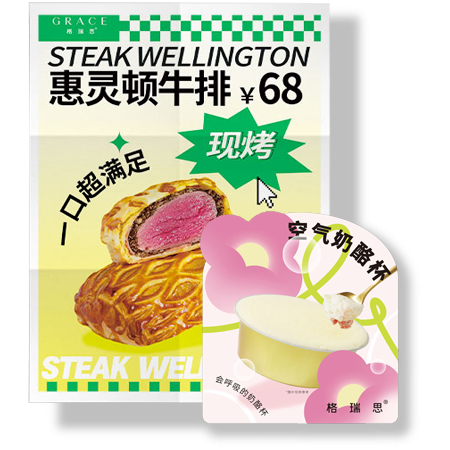 GRACE
格瑞思®
STEAK WELLINGTON
惠灵顿牛排 ¥68
现烤
一口超满足
STEAK WELL
空气奶酪杯
会呼吸的奶酪杯
格瑞思®